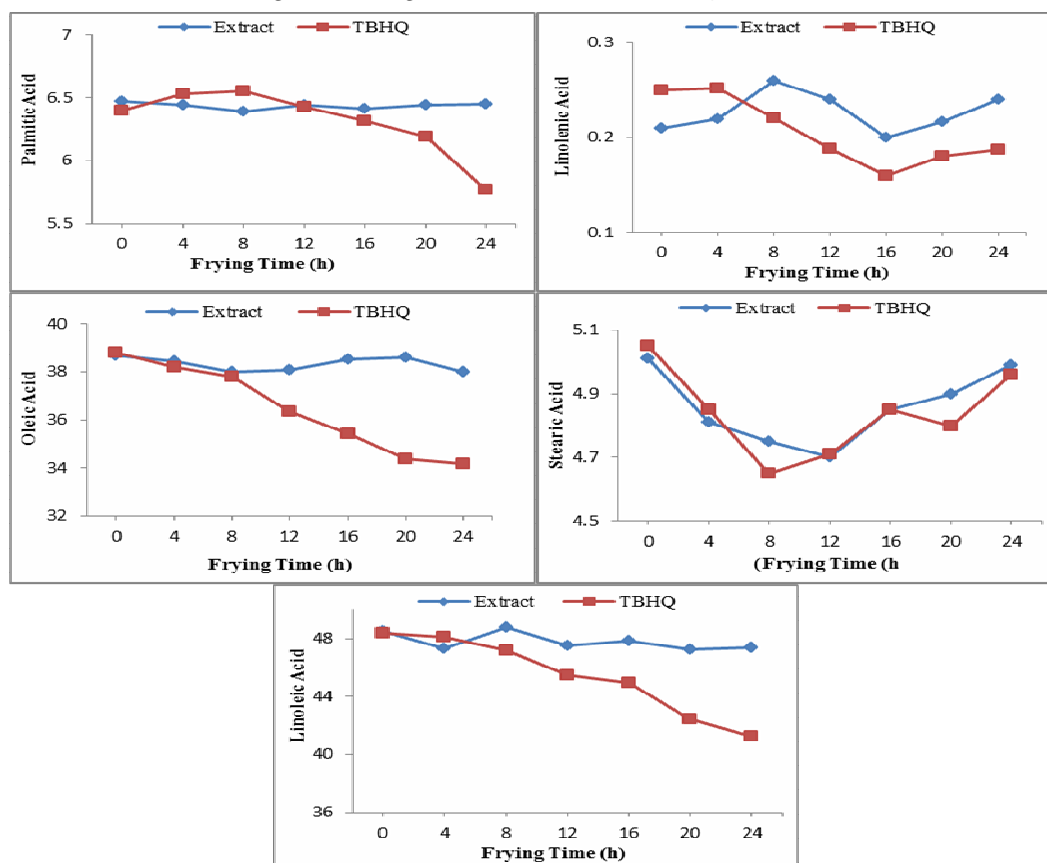 Extract TBHQ
7
6.5
6
5.5
Palmitic Acid
0 4 8 12 16 20 24
Frying Time (h)
Extract TBHQ
0.3
0.2
0.1
Linolenic Acid
0 4 8 12 16 20 24
Frying Time (h)
Extract TBHQ
40
38
36
34
32
Oleic Acid
0 4 8 12 16 20 24
Frying Time (h)
Extract TBHQ
5.1
4.9
4.7
4.5
Stearic Acid
0 4 8 12 16 20 24
(Frying Time (h
Extract TBHQ
48
44
40
36
Linoleic Acid
0 4 8 12 16 20 24
Frying Time (h)